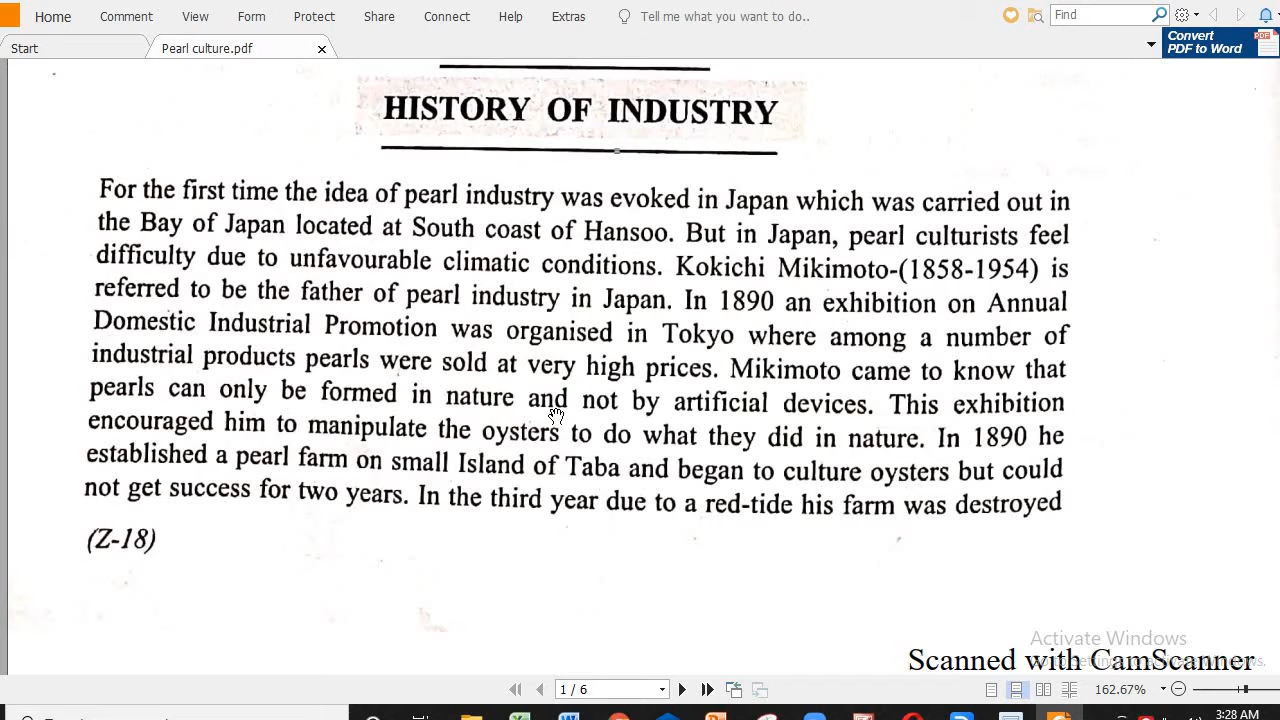 Home Comment View Form Protect Share Connect Help Extras Tell me what you want to do.. Find
Start Pearl culture.pdf × Convert
PDF to Word
HISTORY OF INDUSTRY
For the first time the idea of pearl industry was evoked in Japan which was carried out in
the Bay of Japan located at South coast of Hansoo. But in Japan, pearl culturists feel
difficulty due to unfavourable climatic conditions. Kokichi Mikimoto-(1858-1954) is
referred to be the father of pearl industry in Japan. In 1890 an exhibition on Annual
Domestic Industrial Promotion was organised in Tokyo where among a number of
industrial products pearls were sold at very high prices. Mikimoto came to know that
pearls can only be formed in nature and not by artificial devices. This exhibition
encouraged him to manipulate the oysters to do what they did in nature. In 1890 he
established a pearl farm on small Island of Taba and began to culture oysters but could
not get success for two years. In the third year due to a red-tide his farm was destroyed
(Z-18)
Activate Windows
Scanned with CamScanner
1 / 6 162.67%
3:28 AM